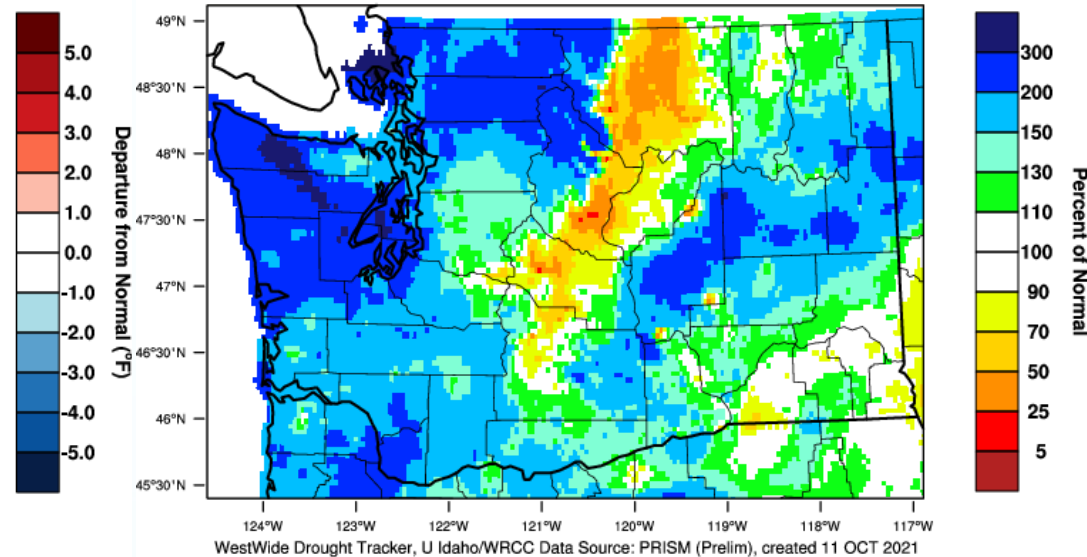 5.0
4.0
3.0
2.0
1.0
0.0
-1.0
-2.0
-3.0
-4.0
-5.0
Departure from Normal (°F)
49°N
48°30'N
48°N
47°30'N
47°N
46°30'N
46°N
45°30'N
124°W
123°W
122°W
121°W
120°W
119°W
118°W
117°W
300
200
150
130
110
100
90
70
50
25
5
Percent of Normal
WestWide Drought Tracker, U Idaho/WRCC Data Source: PRISM (Prelim), created 11 OCT 2021